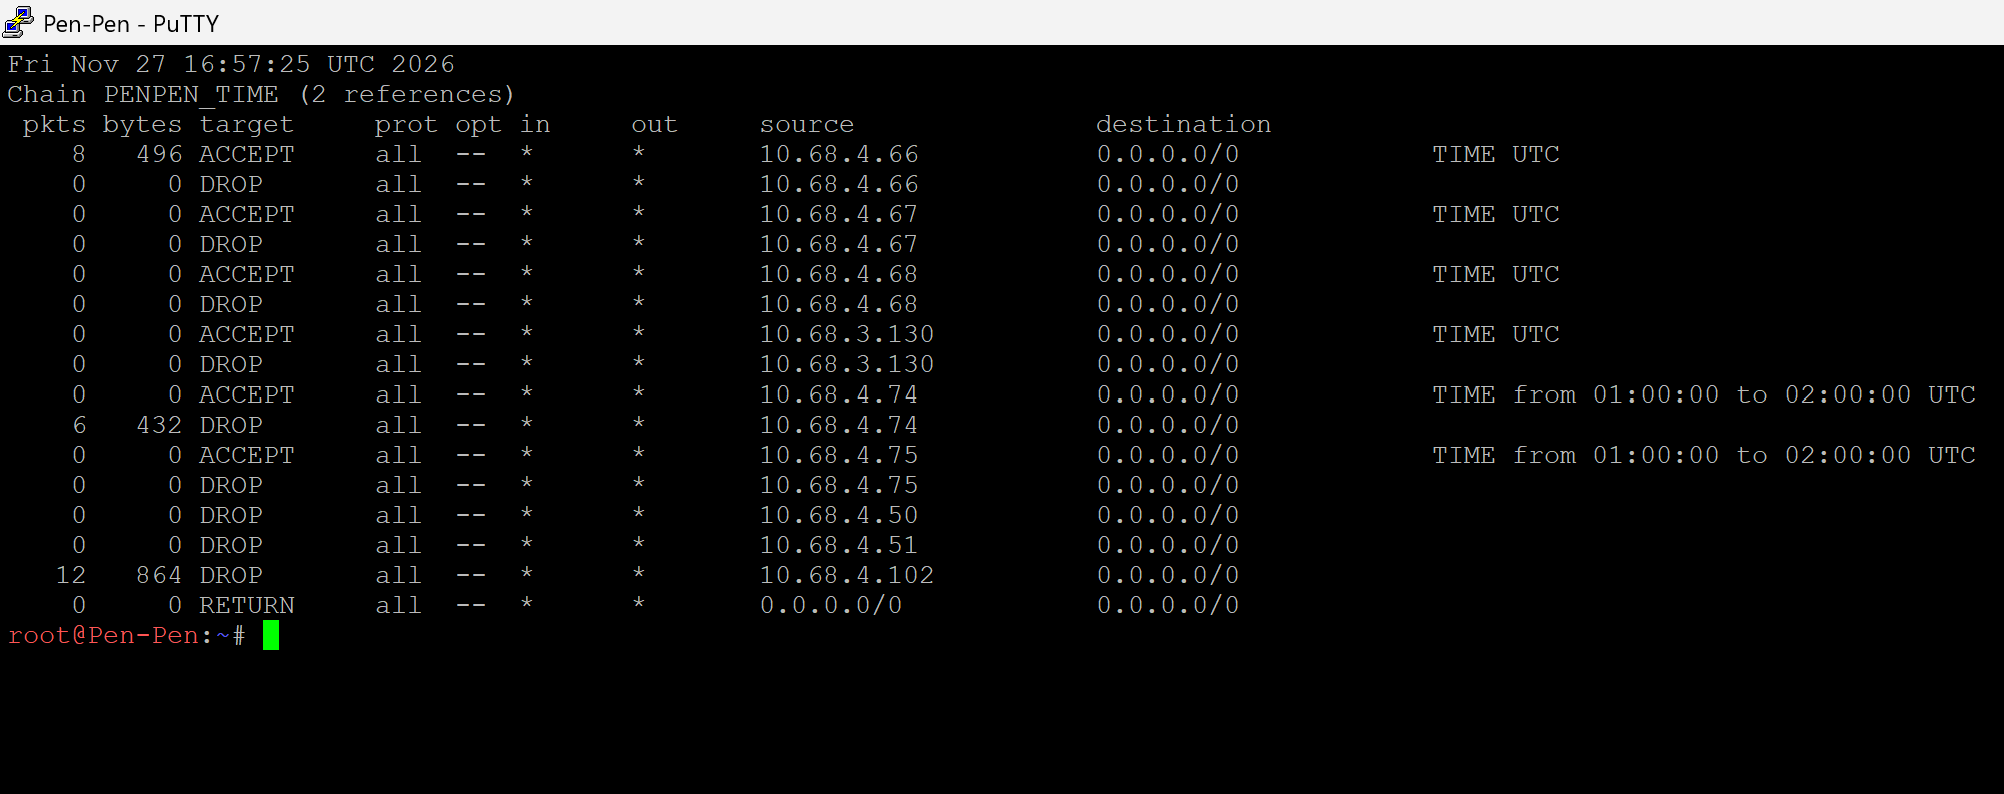 Pen-Pen - PuTTY
Fri Nov 27 16:57:25 UTC 2026
Chain PENPEN_TIME (2 references)
 pkts bytes target     prot opt in     out     source               destination
    8   496 ACCEPT     all  --  *      *       10.68.4.66           0.0.0.0/0            TIME UTC
    0     0 DROP       all  --  *      *       10.68.4.66           0.0.0.0/0
    0     0 ACCEPT     all  --  *      *       10.68.4.67           0.0.0.0/0            TIME UTC
    0     0 DROP       all  --  *      *       10.68.4.67           0.0.0.0/0
    0     0 ACCEPT     all  --  *      *       10.68.4.68           0.0.0.0/0            TIME UTC
    0     0 DROP       all  --  *      *       10.68.4.68           0.0.0.0/0
    0     0 ACCEPT     all  --  *      *       10.68.3.130          0.0.0.0/0            TIME UTC
    0     0 DROP       all  --  *      *       10.68.3.130          0.0.0.0/0
    0     0 ACCEPT     all  --  *      *       10.68.4.74           0.0.0.0/0            TIME from 01:00:00 to 02:00:00 UTC
    6   432 DROP       all  --  *      *       10.68.4.74           0.0.0.0/0
    0     0 ACCEPT     all  --  *      *       10.68.4.75           0.0.0.0/0            TIME from 01:00:00 to 02:00:00 UTC
    0     0 DROP       all  --  *      *       10.68.4.75           0.0.0.0/0
    0     0 DROP       all  --  *      *       10.68.4.50           0.0.0.0/0
    0     0 DROP       all  --  *      *       10.68.4.51           0.0.0.0/0
   12   864 DROP       all  --  *      *       10.68.4.102          0.0.0.0/0
    0     0 RETURN     all  --  *      *       0.0.0.0/0            0.0.0.0/0
root@Pen-Pen:~#